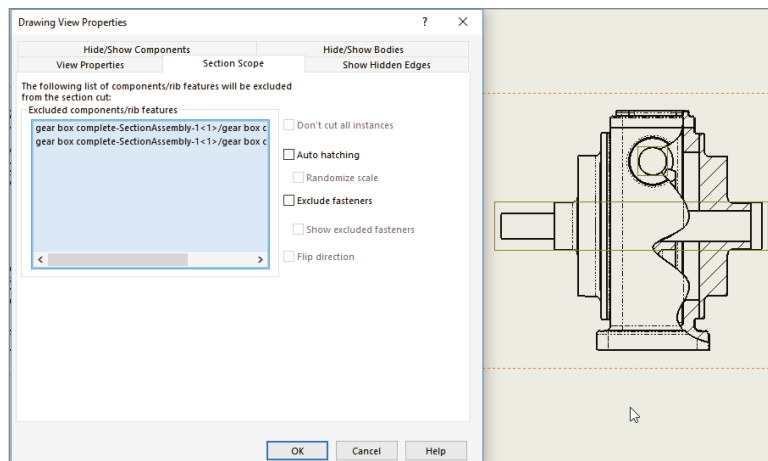 Drawing View Properties
?
Hide/Show Components
Hide/Show Bodies
View Properties
Section Scope
Show Hidden Edges
The following list of components/rib features will be excluded
from the section cut:
Excluded components/rib features
gear box complete-SectionAssembly-1<1>/gear box c
gear box complete-SectionAssembly-1<1>/gear box c
Don't cut all instances
Auto hatching
Randomize scale
Exclude fasteners
Show excluded fasteners
Flip direction
OK
Cancel
Help